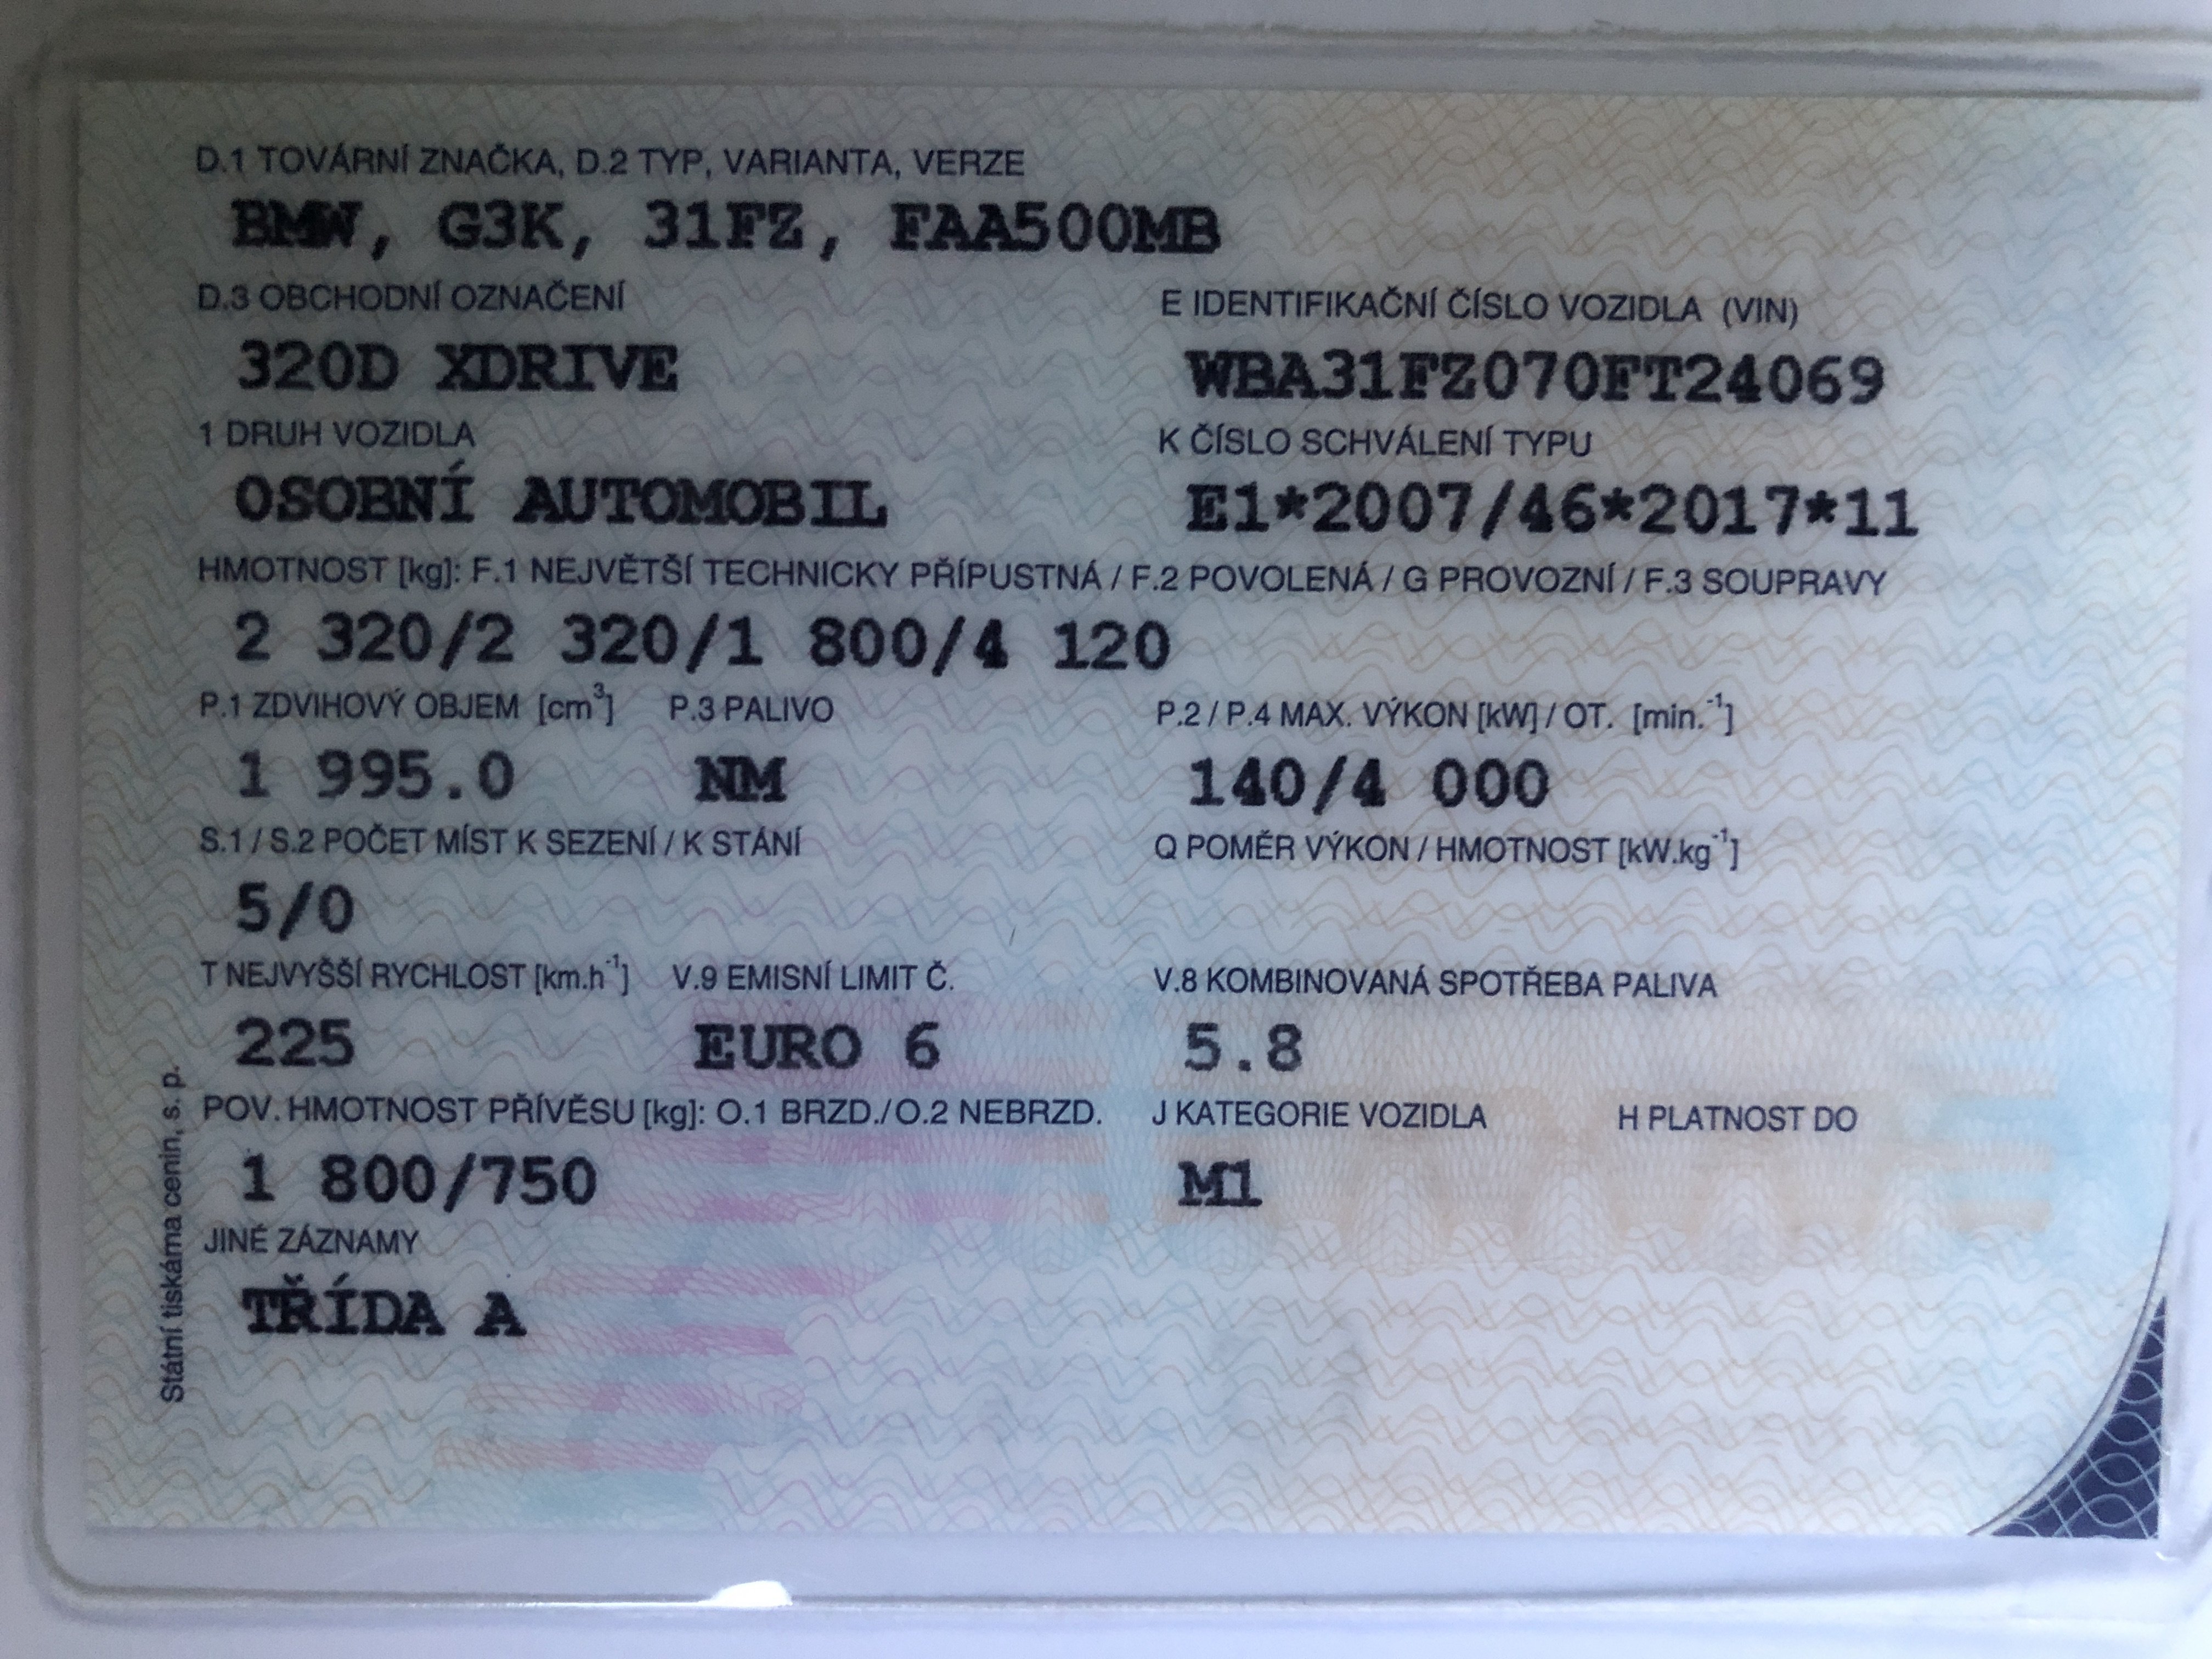 D.1 TOVÁRNÍ ZNAČKA, D.2 TYP, VARIANTA, VERZE
BMW, G3K, 31FZ, FAA500MB
D.3 OBCHODNÍ OZNAČENÍ E IDENTIFIKAČNÍ ČÍSLO VOZIDLA (VIN)
320D XDRIVE WBA31FZ070FT24069
1 DRUH VOZIDLA K ČÍSLO SCHVÁLENÍ TYPU
OSOBNÍ AUTOMOBIL E1*2007/46*2017*11
HMOTNOST [kg]: F.1 NEJVĚTŠÍ TECHNICKY PŘÍPUSTNÁ / F.2 POVOLENÁ / G PROVOZNÍ / F.3 SOUPRAVY
2 320/2 320/1 800/4 120
P.1 ZDVIHOVÝ OBJEM [cm³] P.3 PALIVO P.2 / P.4 MAX. VÝKON [kW] / OT. [min.⁻¹]
1 995.0 NM 140/4 000
S.1 / S.2 POČET MÍST K SEZENÍ / K STÁNÍ Q POMĚR VÝKON / HMOTNOST [kW.kg⁻¹]
5/0
T NEJVYŠŠÍ RYCHLOST [km.h⁻¹] V.9 EMISNÍ LIMIT Č. V.8 KOMBINOVANÁ SPOTŘEBA PALIVA
225 EURO 6 5.8
POV. HMOTNOST PŘÍVĚSU [kg]: O.1 BRZD./O.2 NEBRZD. J KATEGORIE VOZIDLA H PLATNOST DO
1 800/750 M1
JINÉ ZÁZNAMY
TŘÍDA A
Státní tiskárna cenin, s. p.